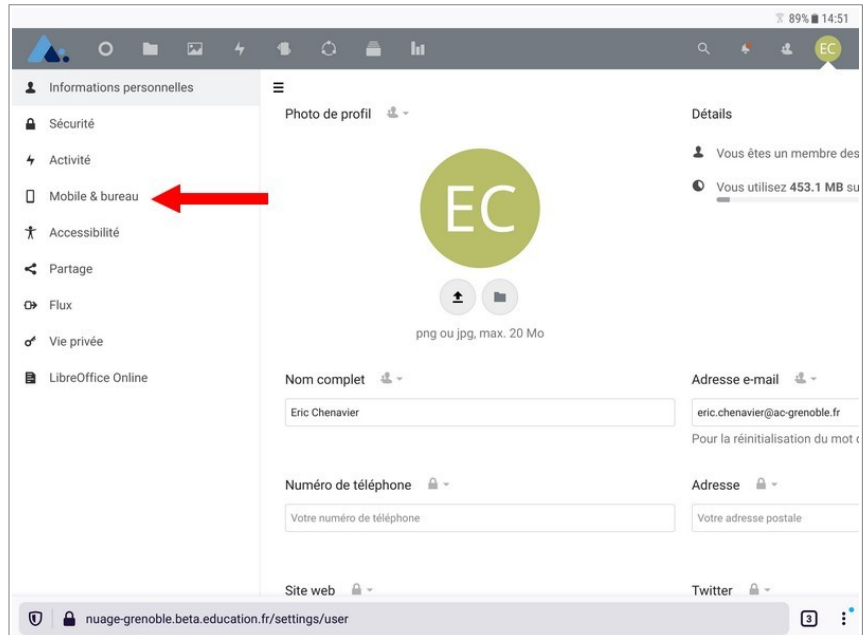 89% 14:51
EC
Informations personnelles
Sécurité
Activité
Mobile & bureau
Accessibilité
Partage
Flux
Vie privée
LibreOffice Online
Photo de profil
EC
png ou jpg, max. 20 Mo
Détails
Vous êtes un membre des
Vous utilisez 453.1 MB su
Nom complet
Eric Chenavier
Adresse e-mail
eric.chenavier@ac-grenoble.fr
Pour la réinitialisation du mot
Numéro de téléphone
Votre numéro de téléphone
Adresse
Votre adresse postale
Site web
Twitter
nuage-grenoble.beta.education.fr/settings/user
3